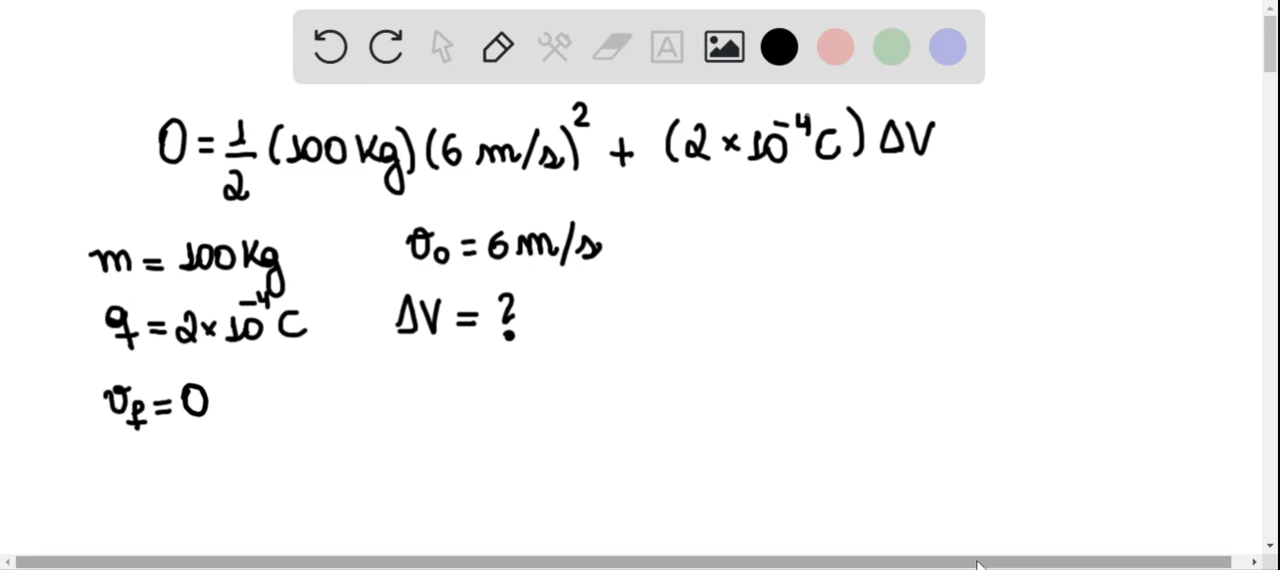 A
0 = 1/2 (100 Kg) (6 m/s)² + (2 × 10⁻⁴ C) ΔV
m = 100 Kg
v₀ = 6 m/s
q = 2 × 10⁻⁴ C
ΔV = ?
v_f = 0